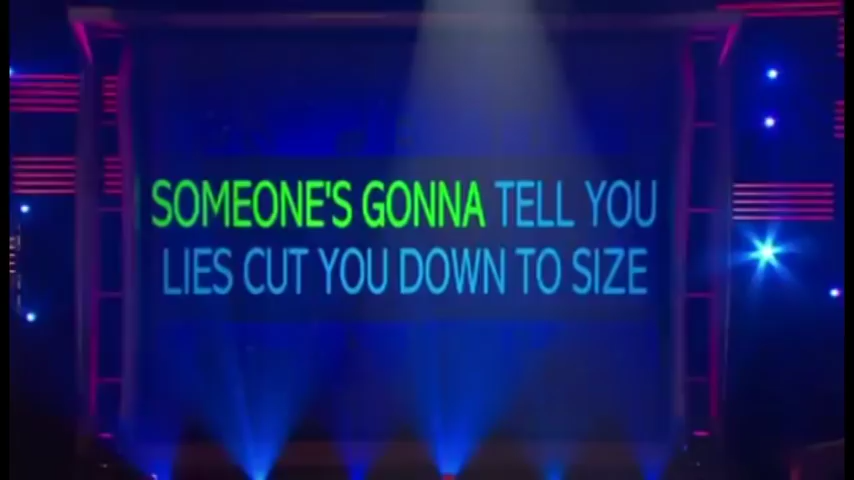 SOMEONE'S GONNA TELL YOU
LIES CUT YOU DOWN TO SIZE